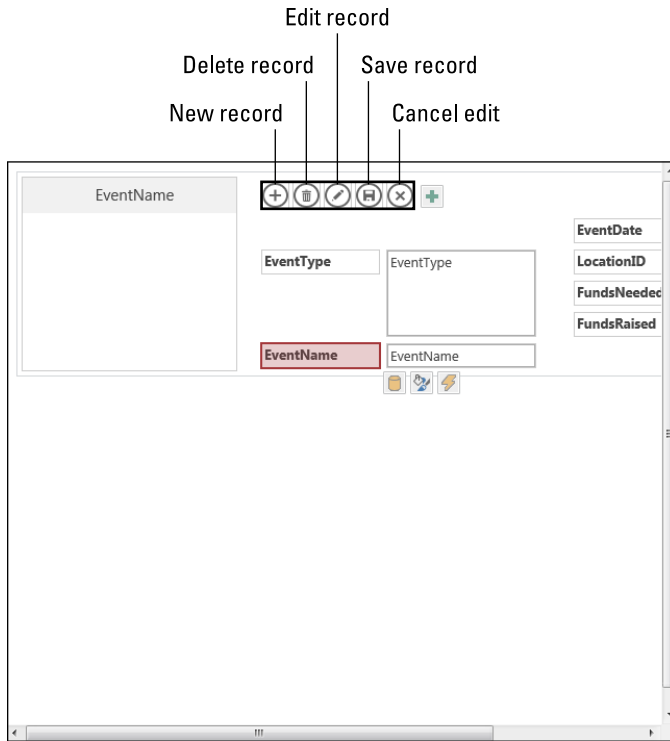 Edit record
Delete record
Save record
New record
Cancel edit
EventName
EventDate
EventType
EventType
LocationID
FundsNeeded
FundsRaised
EventName
EventName